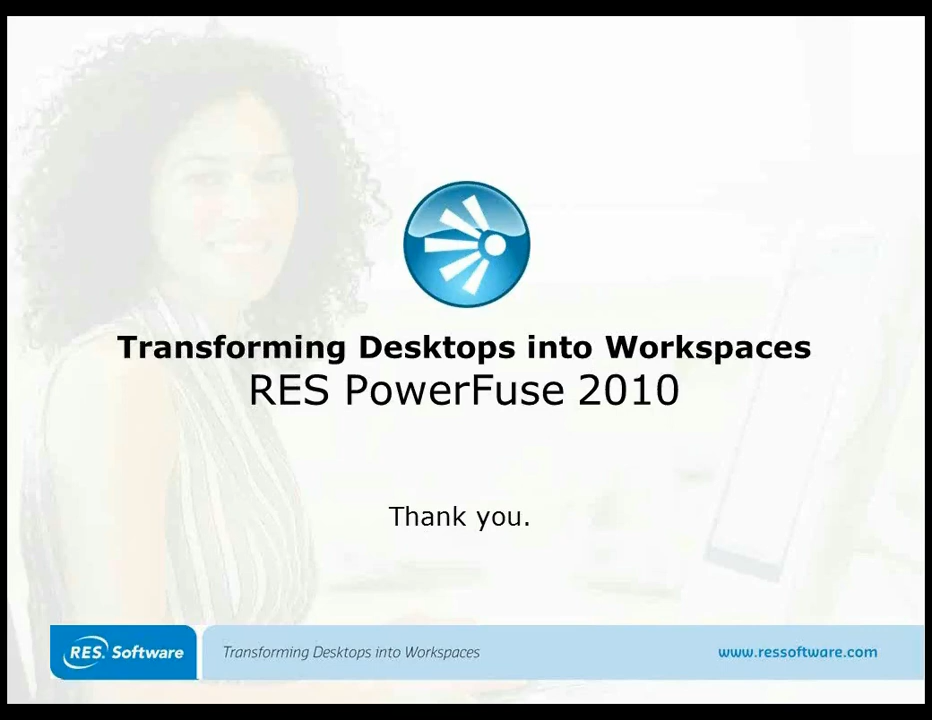 Transforming Desktops into Workspaces
RES PowerFuse 2010
Thank you.
RES. Software
Transforming Desktops into Workspaces
www.ressoftware.com